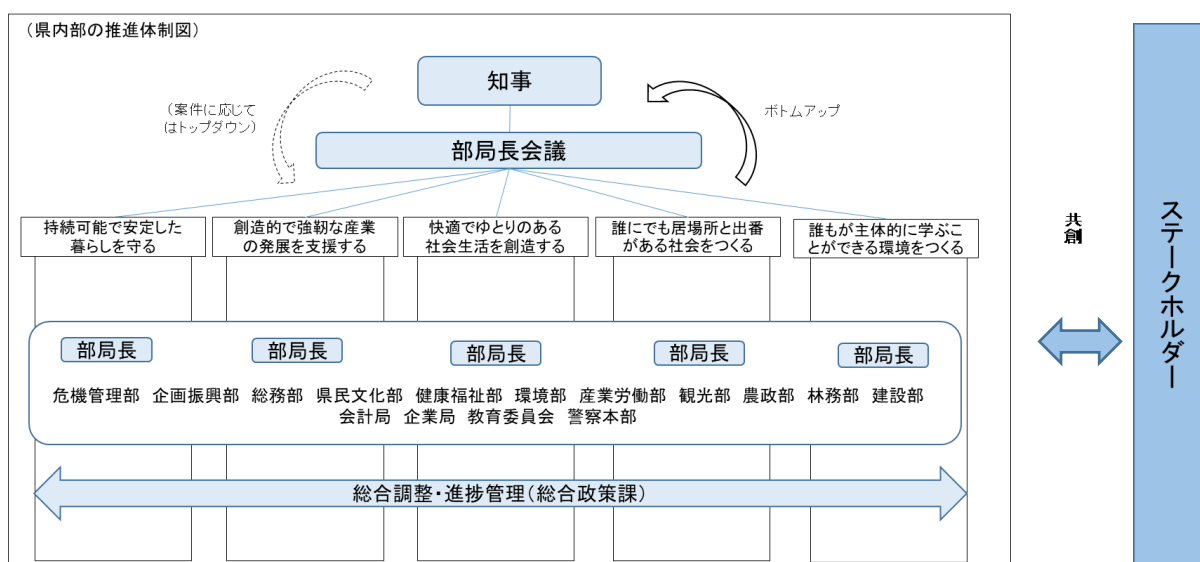 （県内部の推進体制図）
知事
（案件に応じて
はトップダウン）
ボトムアップ
部局長会議
持続可能で安定した
暮らしを守る
創造的で強靭な産業
の発展を支援する
快適でゆとりのある
社会生活を創造する
誰にでも居場所と出番
がある社会をつくる
誰もが主体的に学ぶこ
とができる環境をつくる
部局長 部局長 部局長 部局長 部局長
危機管理部 企画振興部 総務部 県民文化部 健康福祉部 環境部 産業労働部 観光部 農政部 林務部 建設部
会計局 企業局 教育委員会 警察本部
総合調整・進捗管理（総合政策課）
共創
ステークホルダー